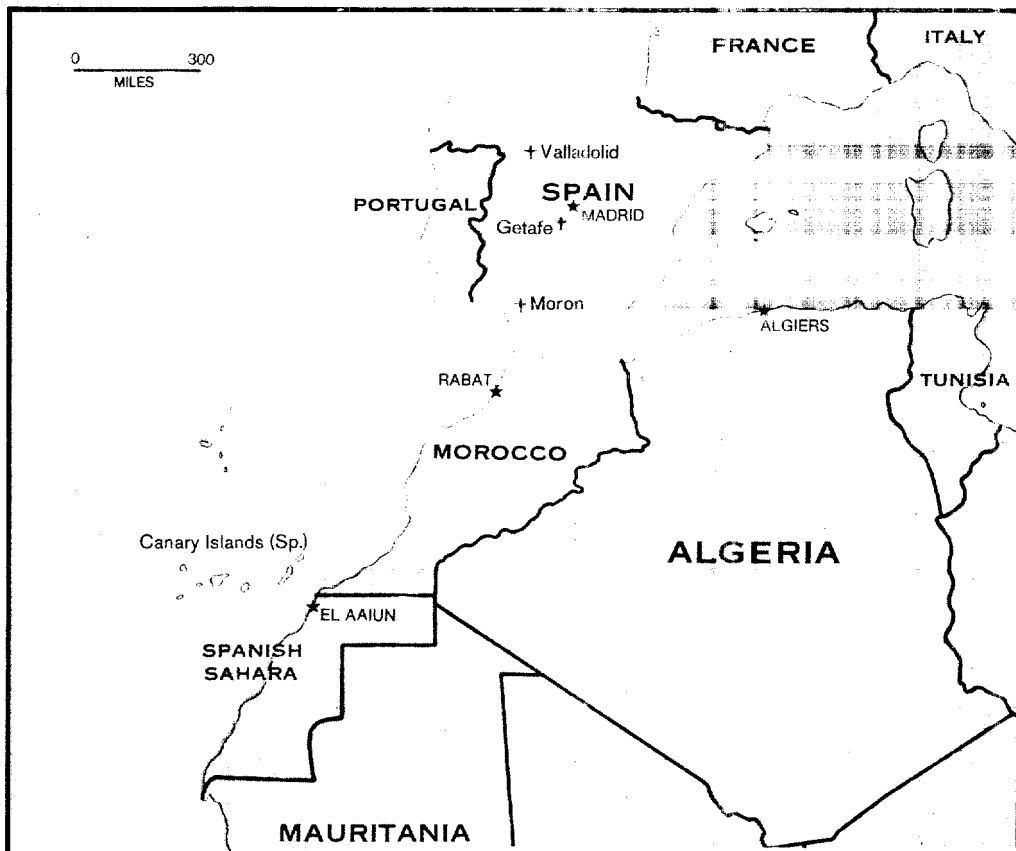 FRANCE
ITALY
0 300
MILES
Valladolid
SPAIN
PORTUGAL
MADRID
Getafe
Moron
ALGIERS
RABAT
TUNISIA
MOROCCO
Canary Islands (Sp.)
ALGERIA
EL AAIUN
SPANISH
SAHARA
MAURITANIA